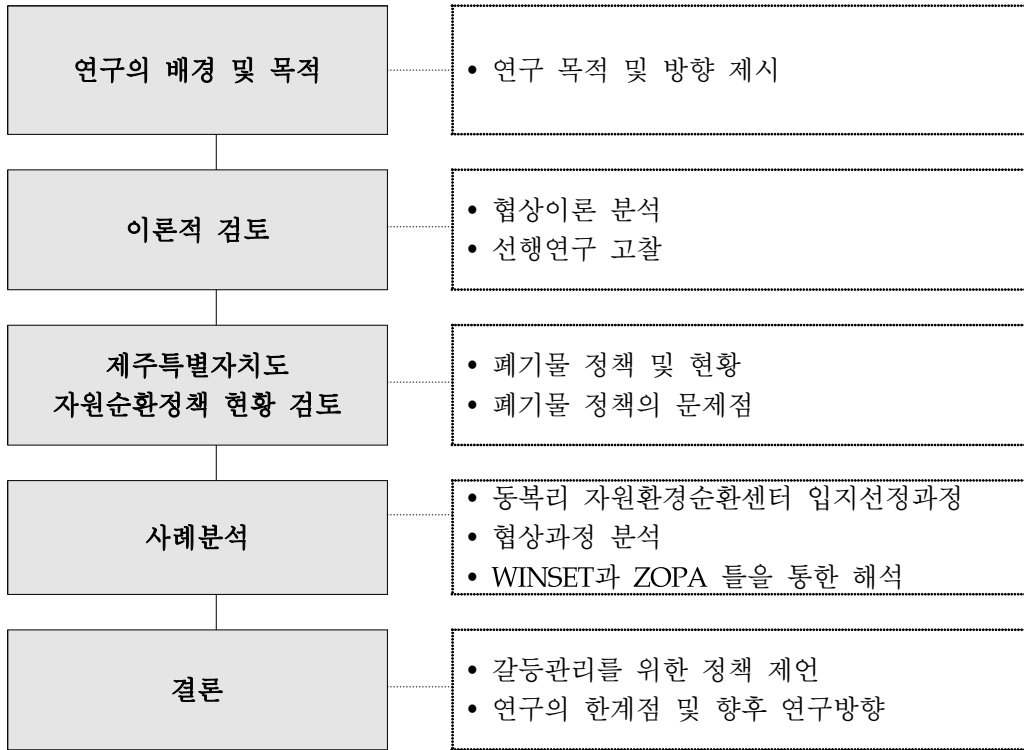 연구의 배경 및 목적
• 연구 목적 및 방향 제시
이론적 검토
• 협상이론 분석
• 선행연구 고찰
제주특별자치도
자원순환정책 현황 검토
• 폐기물 정책 및 현황
• 폐기물 정책의 문제점
사례분석
• 동복리 자원환경순환센터 입지선정과정
• 협상과정 분석
• WINSET과 ZOPA 틀을 통한 해석
결론
• 갈등관리를 위한 정책 제언
• 연구의 한계점 및 향후 연구방향